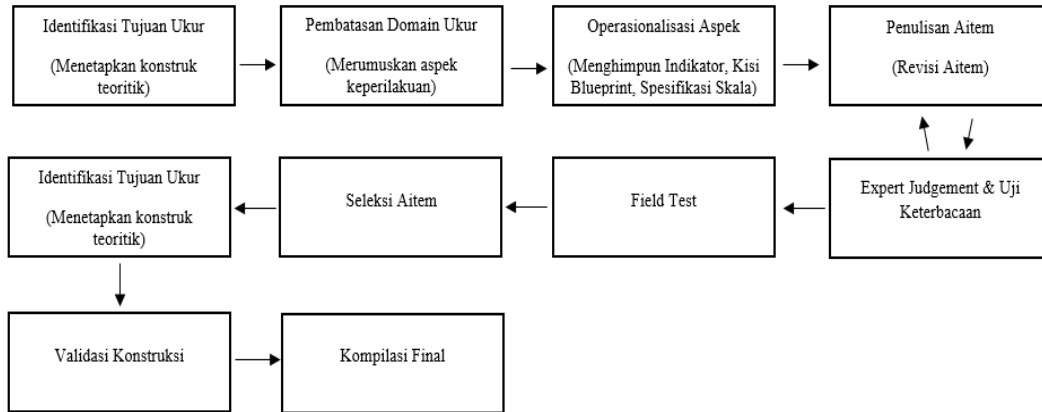 Identifikasi Tujuan Ukur
(Menetapkan konstruk
teoritik)
Pembatasan Domain Ukur
(Merumuskan aspek
keperilakuan)
Operasionalisasi Aspek
(Menghimpun Indikator, Kisi
Blueprint, Spesifikasi Skala)
Penulisan Aitem
(Revisi Aitem)
Expert Judgement & Uji
Keterbacaan
Field Test
Seleksi Aitem
Identifikasi Tujuan Ukur
(Menetapkan konstruk
teoritik)
Validasi Konstruksi
Kompilasi Final